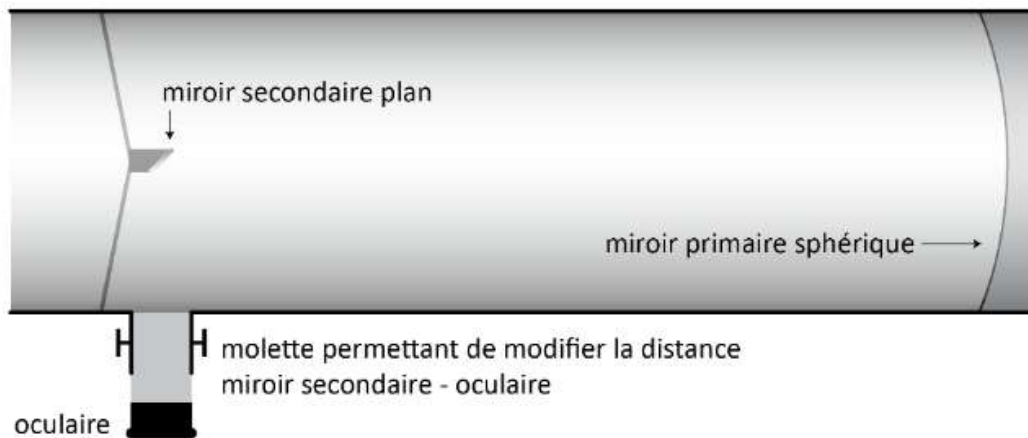 miroir secondaire plan
miroir primaire sphérique
molette permettant de modifier la distance
miroir secondaire - oculaire
oculaire